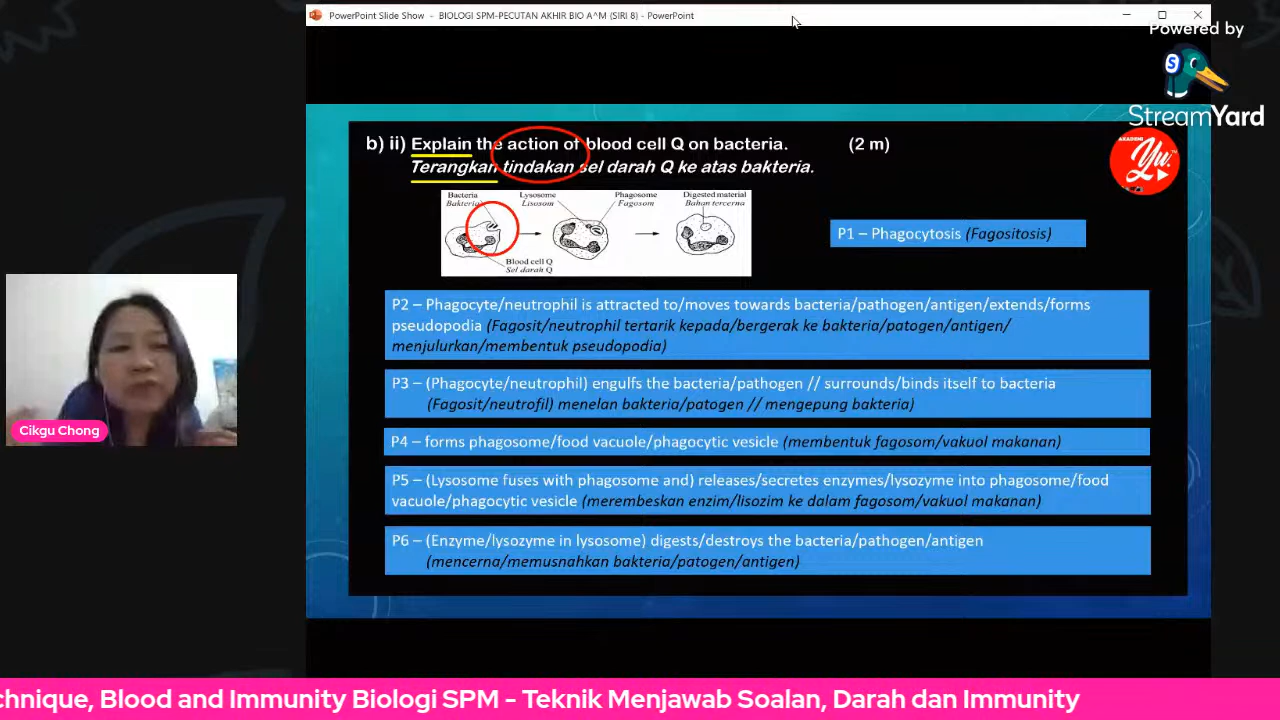 PowerPoint Slide Show - BIOLOGI SPM-PECUTAN AKHIR BIO A^M (SIRI 8) - PowerPoint
Powered by
S
StreamYard
AKADEMI
Yu
b) ii) Explain the action of blood cell Q on bacteria. (2 m)
Terangkan tindakan sel darah Q ke atas bakteria.
Bacteria
Bakteria
Lysosome
Lisosom
Phagosome
Fagosom
Digested material
Bahan tercerna
Blood cell Q
Sel darah Q
P1 – Phagocytosis (Fagositosis)
P2 – Phagocyte/neutrophil is attracted to/moves towards bacteria/pathogen/antigen/extends/forms
pseudopodia (Fagosit/neutrophil tertarik kepada/bergerak ke bakteria/patogen/antigen/
menjulurkan/membentuk pseudopodia)
P3 – (Phagocyte/neutrophil) engulfs the bacteria/pathogen // surrounds/binds itself to bacteria
(Fagosit/neutrofil) menelan bakteria/patogen // mengepung bakteria)
P4 – forms phagosome/food vacuole/phagocytic vesicle (membentuk fagosom/vakuol makanan)
P5 – (Lysosome fuses with phagosome and) releases/secretes enzymes/lysozyme into phagosome/food
vacuole/phagocytic vesicle (merembeskan enzim/lisozim ke dalam fagosom/vakuol makanan)
P6 – (Enzyme/lysozyme in lysosome) digests/destroys the bacteria/pathogen/antigen
(mencerna/memusnahkan bakteria/patogen/antigen)
Cikgu Chong
chnique, Blood and Immunity Biologi SPM - Teknik Menjawab Soalan, Darah dan Immunity